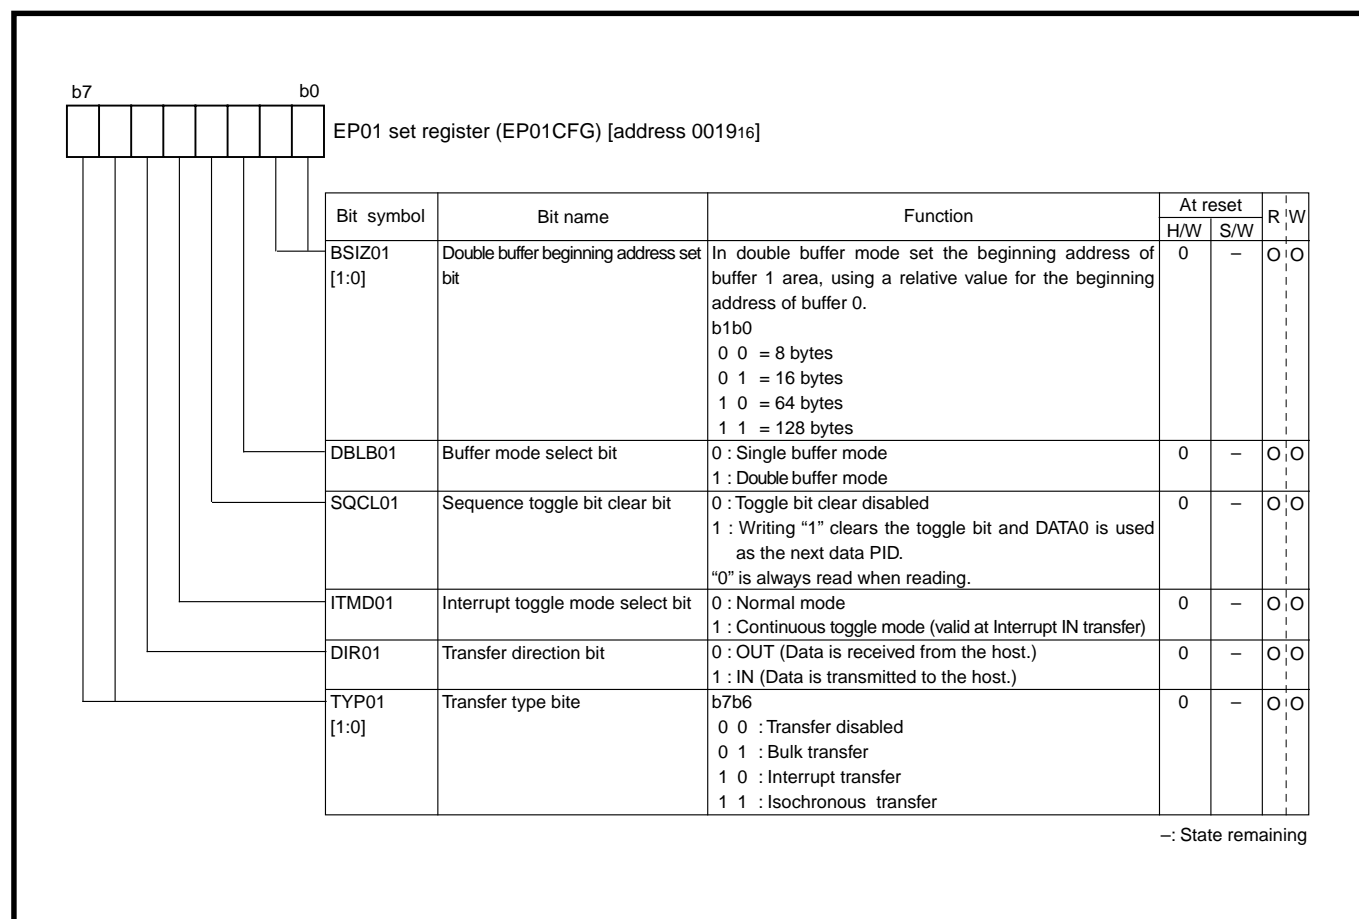 b7 b0
EP01 set register (EP01CFG) [address 001916]
Bit symbol Bit name Function At reset R W
H/W S/W
BSIZ01 Double buffer beginning address set In double buffer mode set the beginning address of 0 – O O
[1:0] bit buffer 1 area, using a relative value for the beginning
address of buffer 0.
b1b0
0 0 = 8 bytes
0 1 = 16 bytes
1 0 = 64 bytes
1 1 = 128 bytes
DBLB01 Buffer mode select bit 0 : Single buffer mode 0 – O O
1 : Double buffer mode
SQCL01 Sequence toggle bit clear bit 0 : Toggle bit clear disabled 0 – O O
1 : Writing “1” clears the toggle bit and DATA0 is used
as the next data PID.
“0” is always read when reading.
ITMD01 Interrupt toggle mode select bit 0 : Normal mode 0 – O O
1 : Continuous toggle mode (valid at Interrupt IN transfer)
DIR01 Transfer direction bit 0 : OUT (Data is received from the host.) 0 – O O
1 : IN (Data is transmitted to the host.)
TYP01 Transfer type bite b7b6 0 – O O
[1:0] 0 0 : Transfer disabled
0 1 : Bulk transfer
1 0 : Interrupt transfer
1 1 : Isochronous transfer
–: State remaining